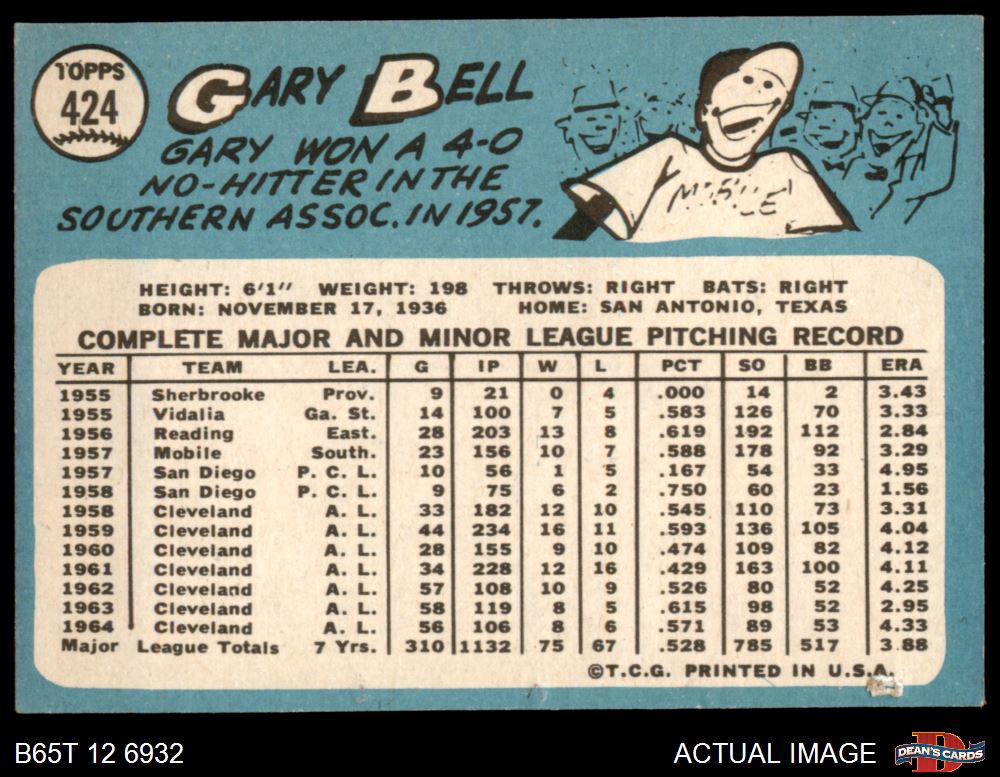 TOPPS
424
GARY BELL
GARY WON A 4-0
NO-HITTER IN THE
SOUTHERN ASSOC. IN 1957.
MOBILE
HEIGHT: 6'1" WEIGHT: 198 THROWS: RIGHT BATS: RIGHT
BORN: NOVEMBER 17, 1936 HOME: SAN ANTONIO, TEXAS
COMPLETE MAJOR AND MINOR LEAGUE PITCHING RECORD
YEAR TEAM LEA. G IP W L PCT SO BB ERA
1955 Sherbrooke Prov. 9 21 0 4 .000 14 2 3.43
1955 Vidalia Ga. St. 14 100 7 5 .583 126 70 3.33
1956 Reading East. 28 203 13 8 .619 192 112 2.84
1957 Mobile South. 23 156 10 7 .588 178 92 3.29
1957 San Diego P. C. L. 10 56 1 5 .167 54 33 4.95
1958 San Diego P. C. L. 9 75 6 2 .750 60 23 1.56
1958 Cleveland A. L. 33 182 12 10 .545 110 73 3.31
1959 Cleveland A. L. 44 234 16 11 .593 136 105 4.04
1960 Cleveland A. L. 28 155 9 10 .474 109 82 4.12
1961 Cleveland A. L. 34 228 12 16 .429 163 100 4.11
1962 Cleveland A. L. 57 108 10 9 .526 80 52 4.25
1963 Cleveland A. L. 58 119 8 5 .615 98 52 2.95
1964 Cleveland A. L. 56 106 8 6 .571 89 53 4.33
Major League Totals 7 Yrs. 310 1132 75 67 .528 785 517 3.88
©T.C.G. PRINTED IN U.S.A.
B65T 12 6932
ACTUAL IMAGE
D
DEAN'S CARDS